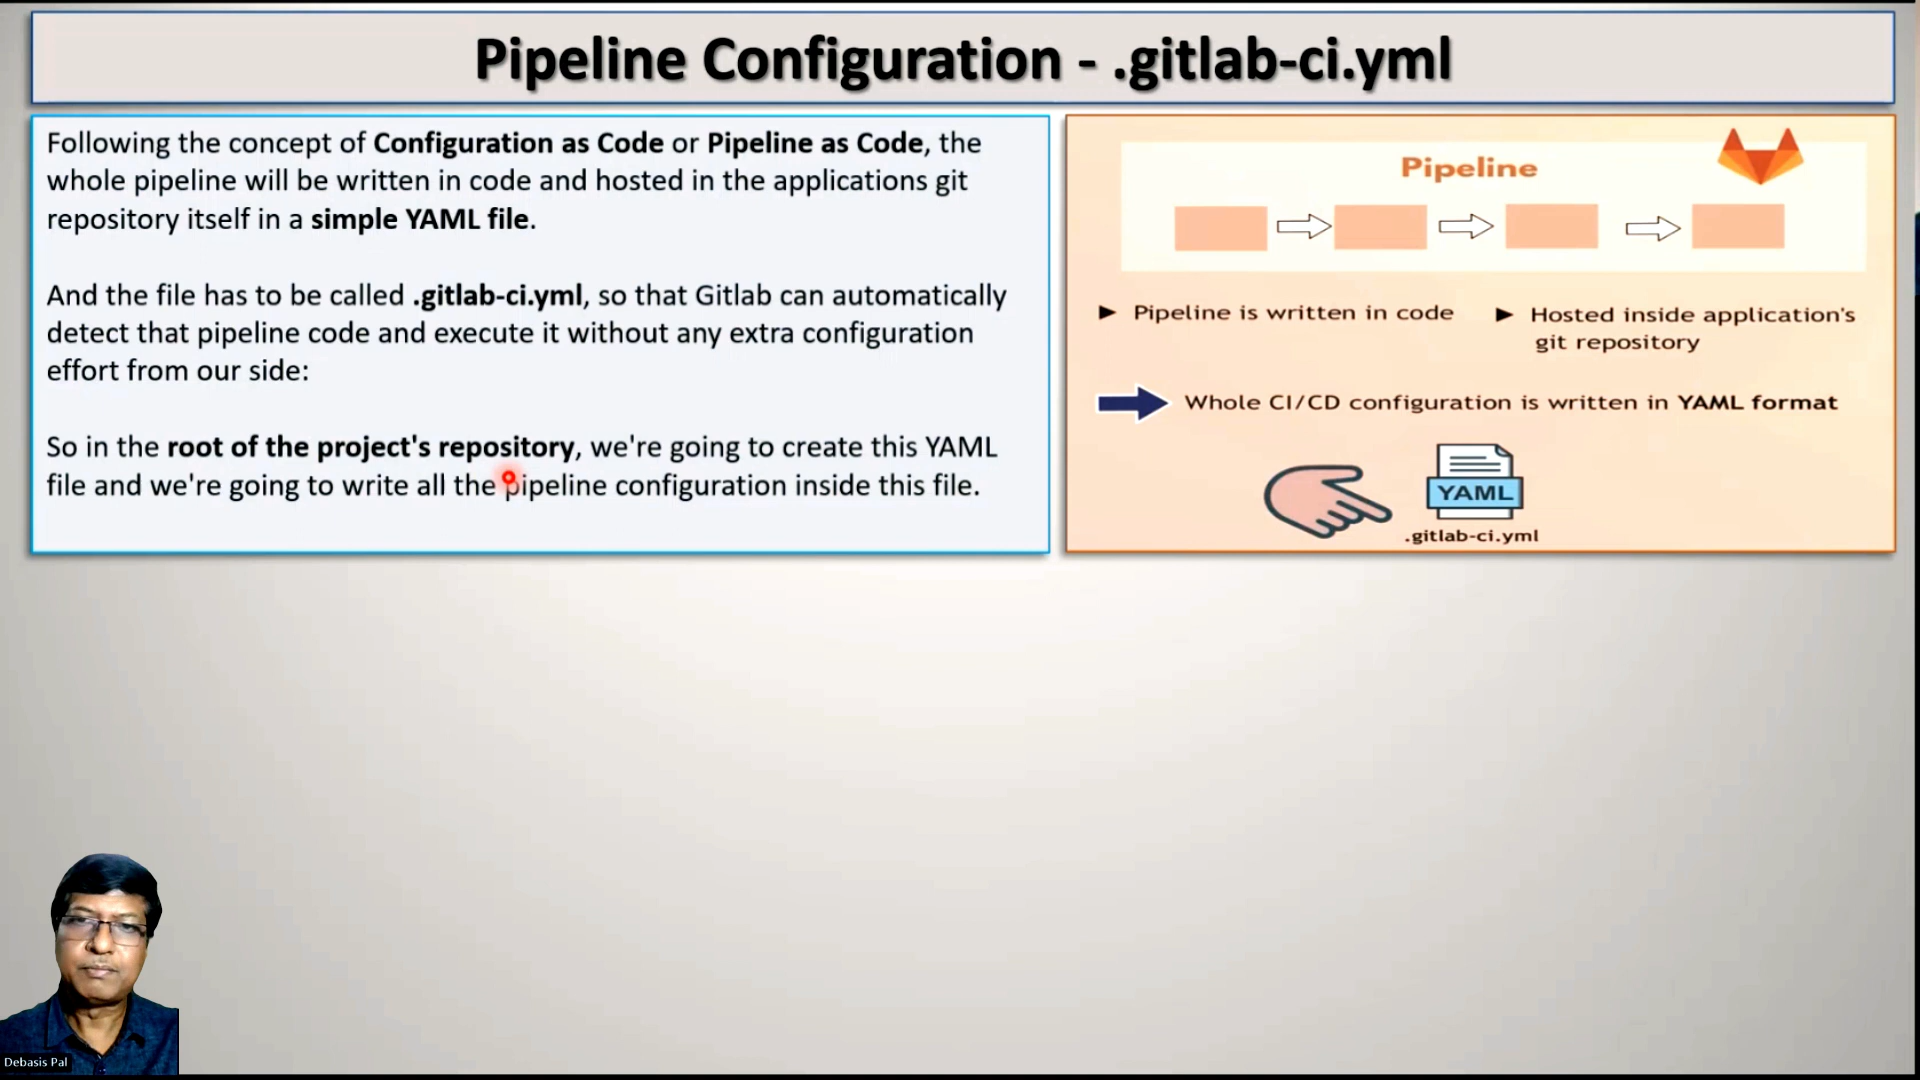 Pipeline Configuration - .gitlab-ci.yml
Following the concept of Configuration as Code or Pipeline as Code, the
whole pipeline will be written in code and hosted in the applications git
repository itself in a simple YAML file.
And the file has to be called .gitlab-ci.yml, so that Gitlab can automatically
detect that pipeline code and execute it without any extra configuration
effort from our side:
So in the root of the project's repository, we're going to create this YAML
file and we're going to write all the pipeline configuration inside this file.
Pipeline
► Pipeline is written in code
► Hosted inside application's
git repository
Whole CI/CD configuration is written in YAML format
YAML
.gitlab-ci.yml
Debasis Pal